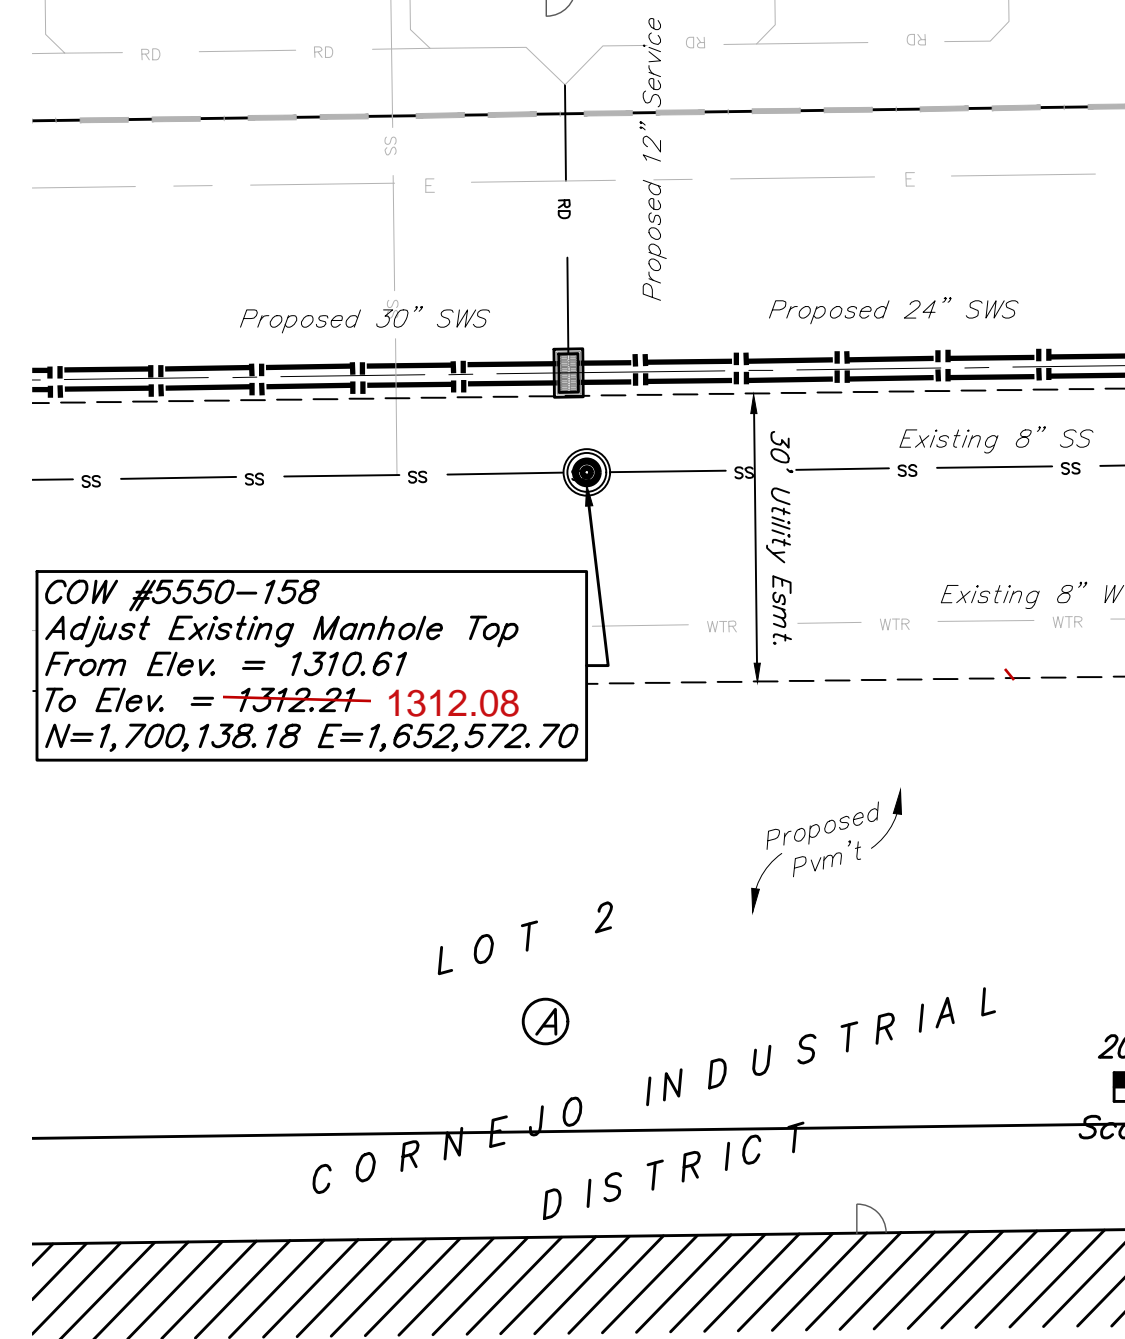 RD
RD
RD
RD
Proposed 12" Service
SS
E
E
RD
Proposed 30" SWS
S
Proposed 24" SWS
Existing 8" SS
SS
SS
SS
SS
SS
SS
30' Utility Esmt.
Existing 8" W
WTR
WTR
WTR
COW #5550-158
Adjust Existing Manhole Top
From Elev. = 1310.61
To Elev. = 1312.21 1312.08
N=1,700,138.18 E=1,652,572.70
Proposed
Pvm't
LOT 2
A
CORNEJO INDUSTRIAL
DISTRICT